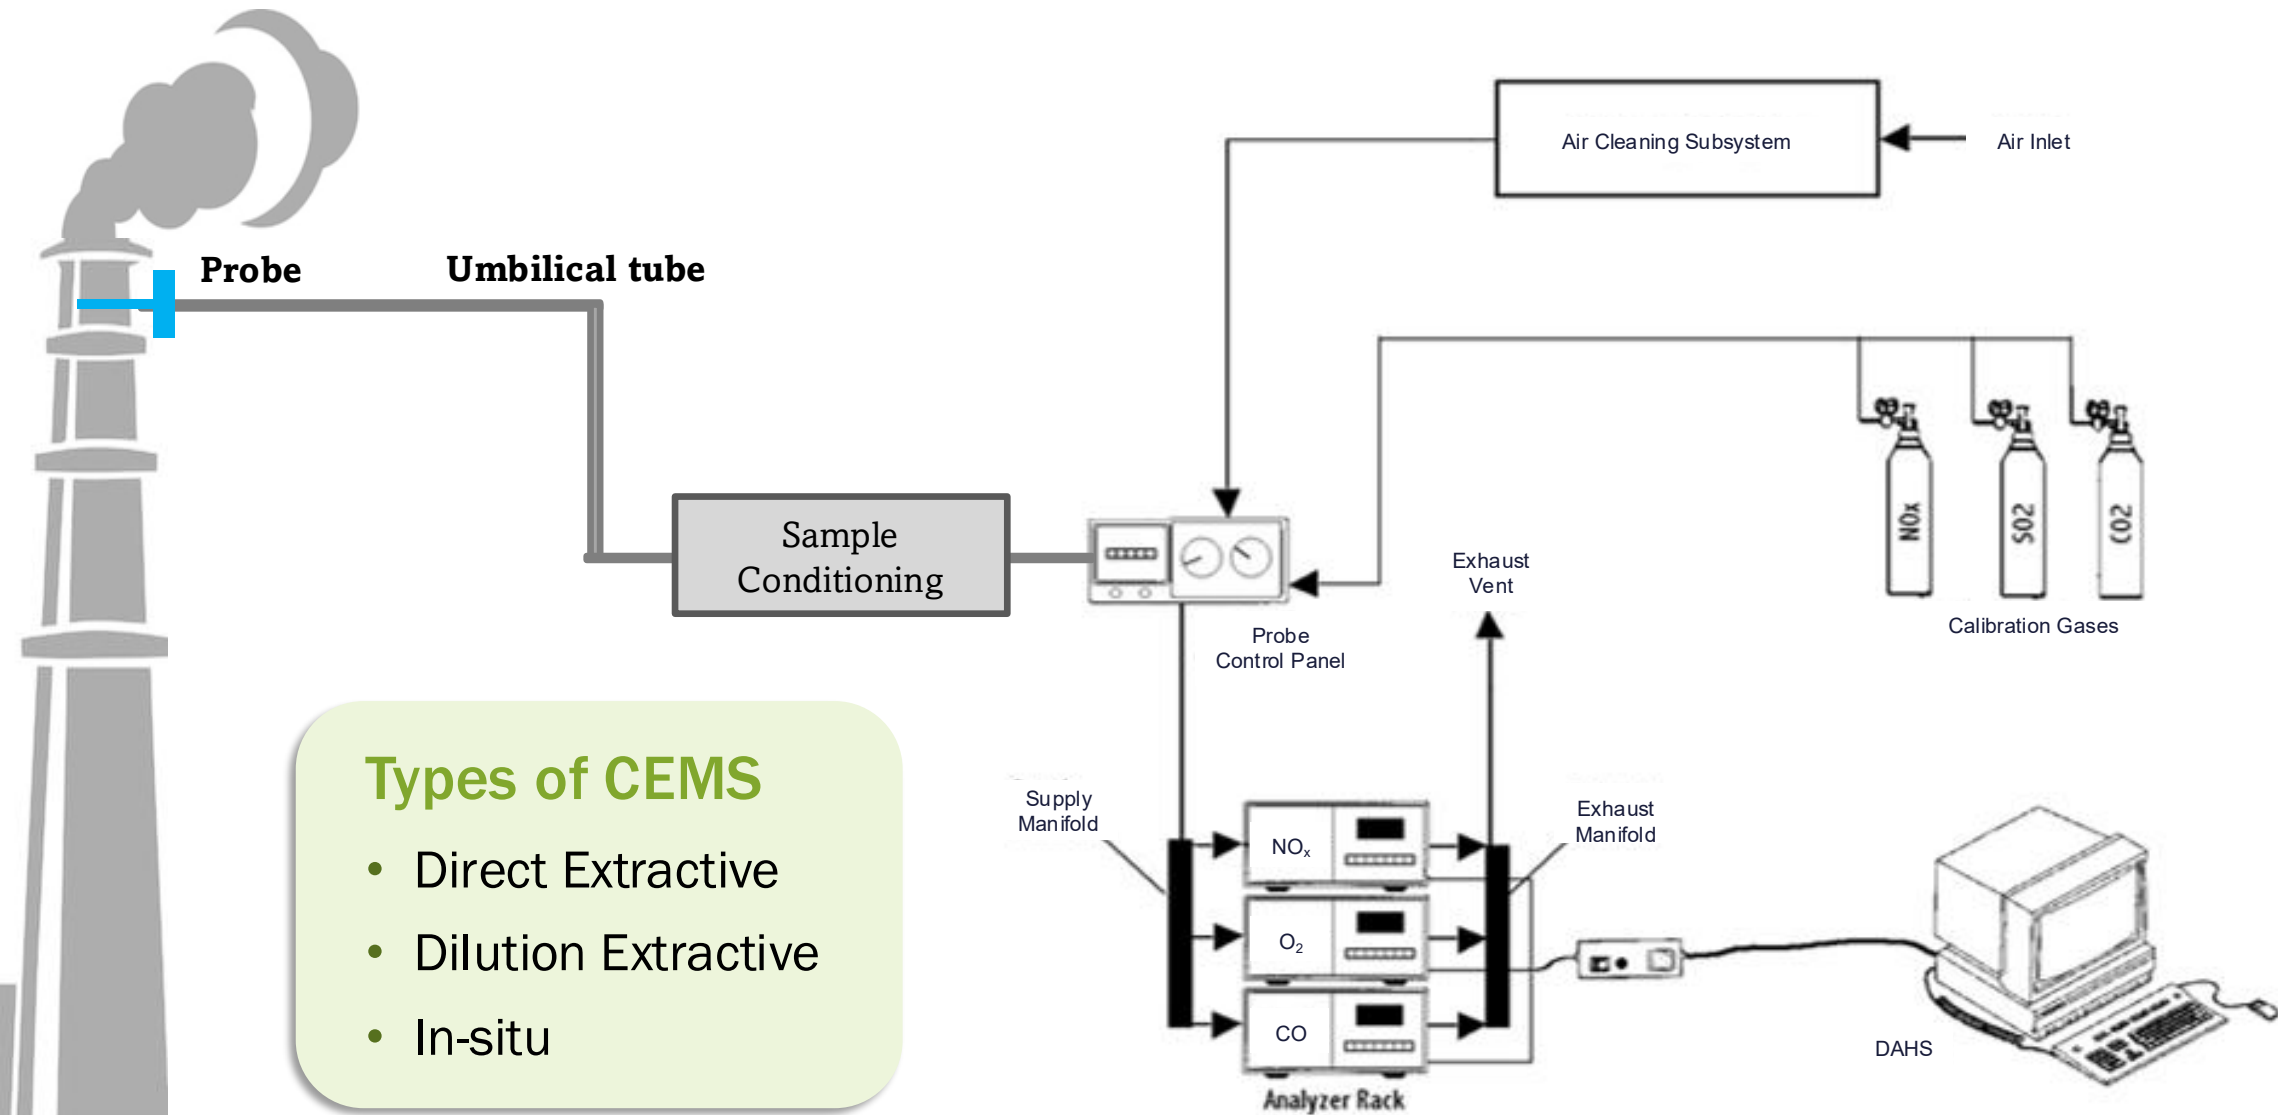 Air Cleaning Subsystem
Air Inlet
Probe
Umbilical tube
Sample
Conditioning
Probe
Control Panel
Exhaust
Vent
NOx
SO2
CO2
Calibration Gases
Types of CEMS
• Direct Extractive
• Dilution Extractive
• In-situ
Supply
Manifold
NOₓ
O₂
CO
Exhaust
Manifold
Analyzer Rack
DAHS